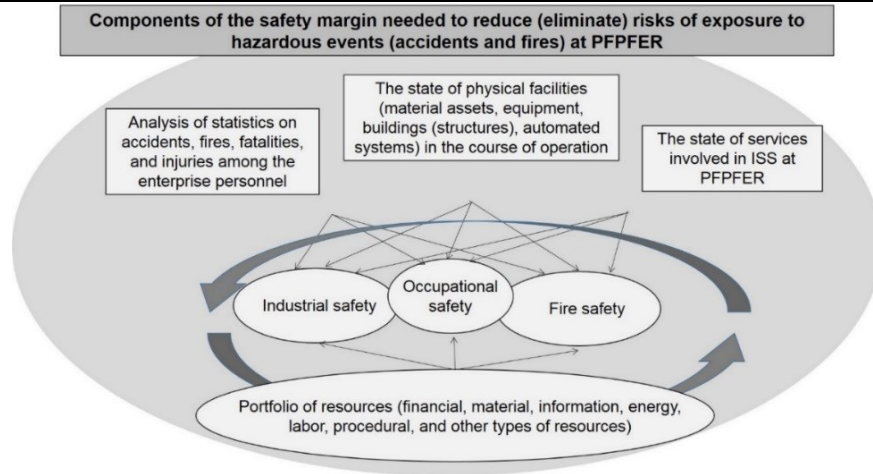 Components of the safety margin needed to reduce (eliminate) risks of exposure to
hazardous events (accidents and fires) at PFPFER
The state of physical facilities
(material assets, equipment,
buildings (structures), automated
systems) in the course of operation
Analysis of statistics on
accidents, fires, fatalities,
and injuries among the
enterprise personnel
The state of services
involved in ISS at
PFPFER
Industrial safety
Occupational
safety
Fire safety
Portfolio of resources (financial, material, information, energy,
labor, procedural, and other types of resources)